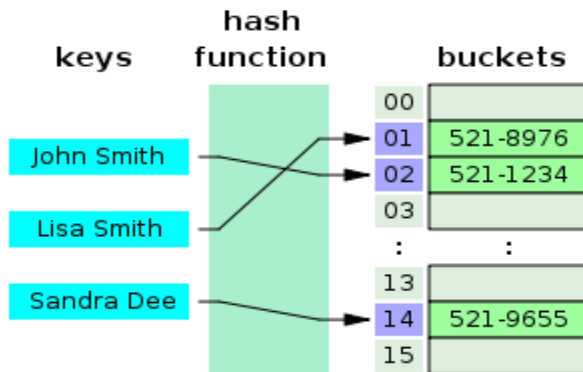 keys
hash
function
buckets
John Smith
Lisa Smith
Sandra Dee
00
01 521-8976
02 521-1234
03
: :
13
14 521-9655
15